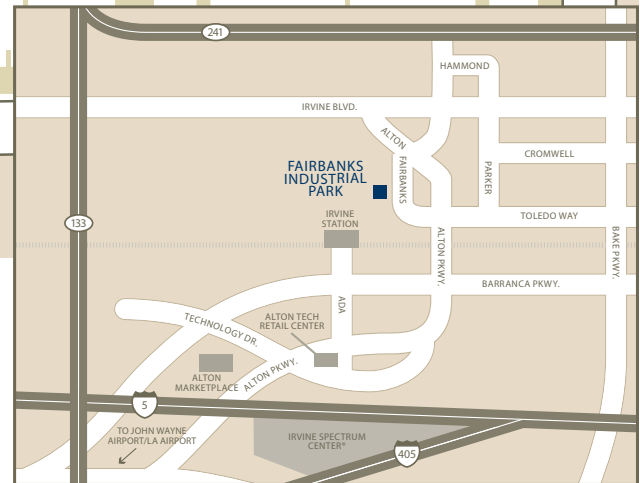 241
HAMMOND
IRVINE BLVD.
ALTON
CROMWELL
FAIRBANKS
INDUSTRIAL
PARK
FAIRBANKS
PARKER
IRVINE
STATION
TOLEDO WAY
133
ALTON PKWY.
BAKE PKWY.
BARRANCA PKWY.
ADA
TECHNOLOGY DR.
ALTON TECH
RETAIL CENTER
ALTON
MARKETPLACE
ALTON PKWY.
5
TO JOHN WAYNE
AIRPORT/LA AIRPORT
IRVINE SPECTRUM
CENTER®
405